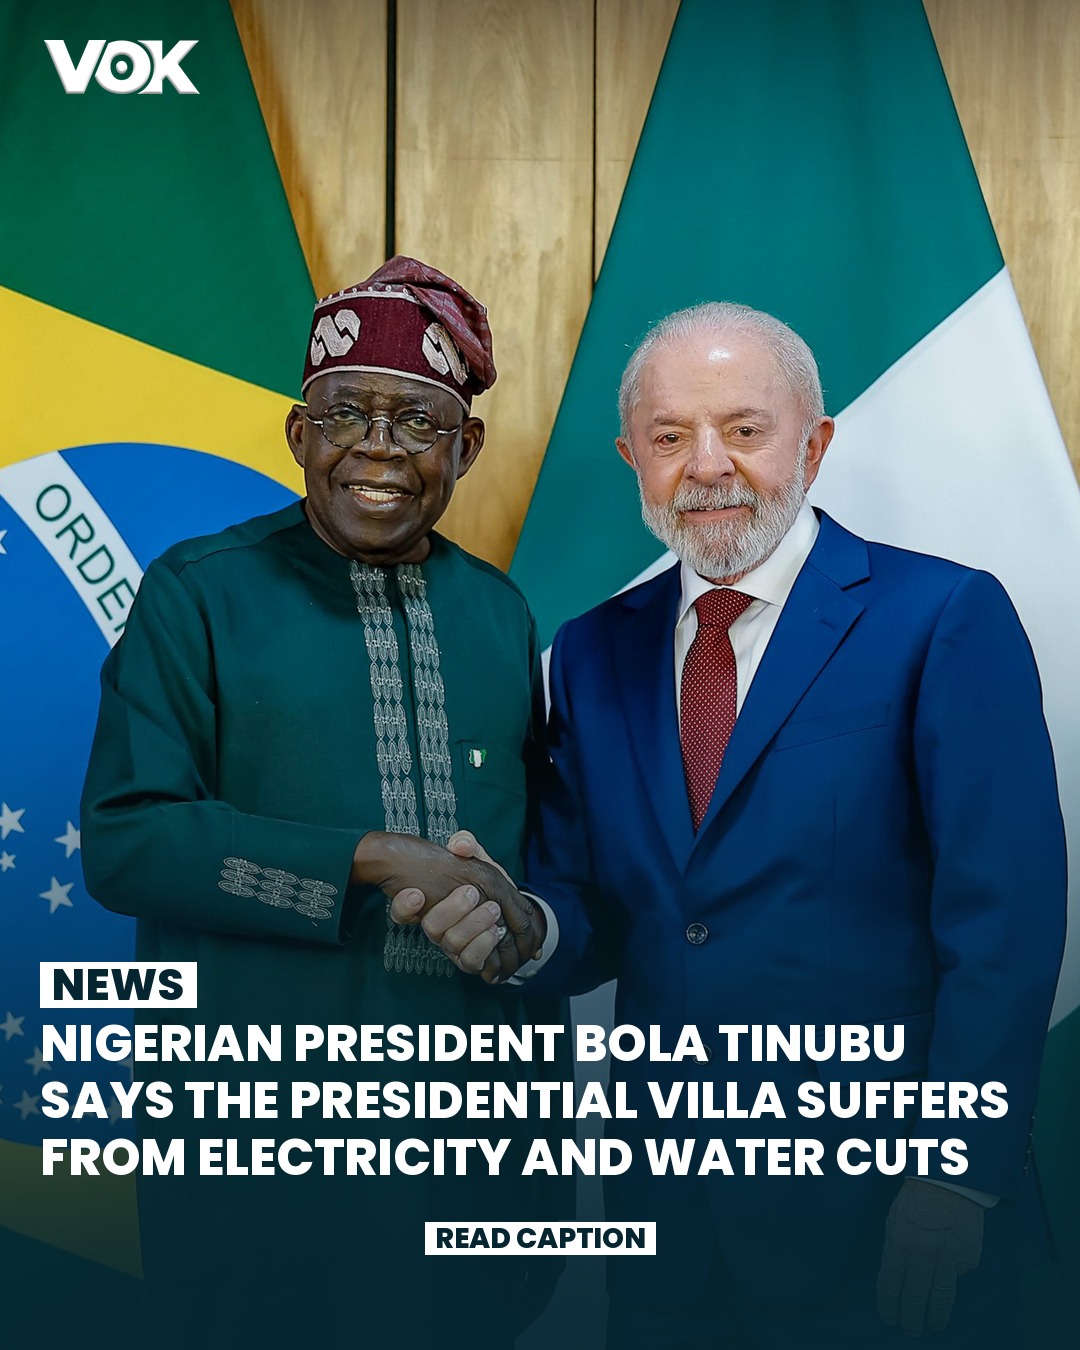 VOK
ORDE
NEWS
NIGERIAN PRESIDENT BOLA TINUBU
SAYS THE PRESIDENTIAL VILLA SUFFERS
FROM ELECTRICITY AND WATER CUTS
READ CAPTION